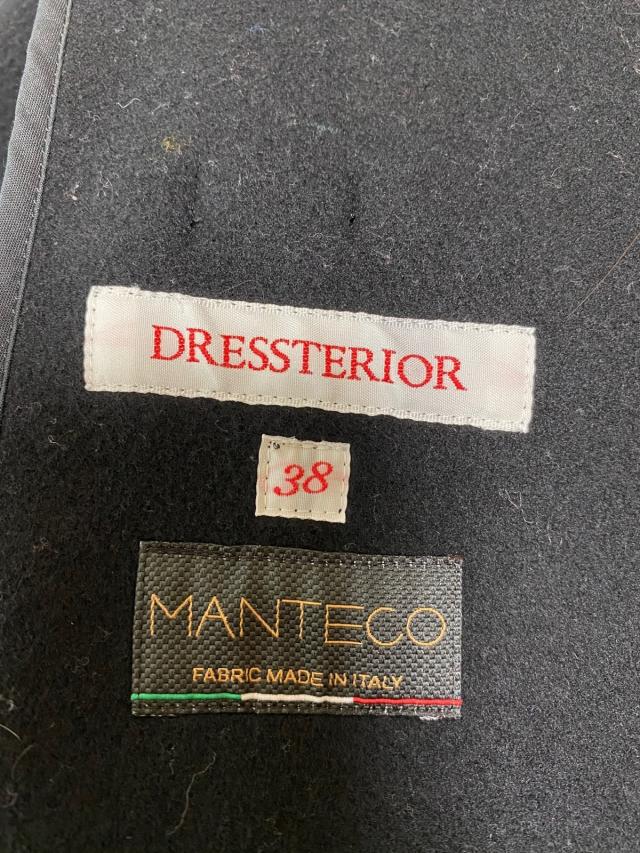 DRESSTERIOR
38
MANTECO
FABRIC MADE IN ITALY